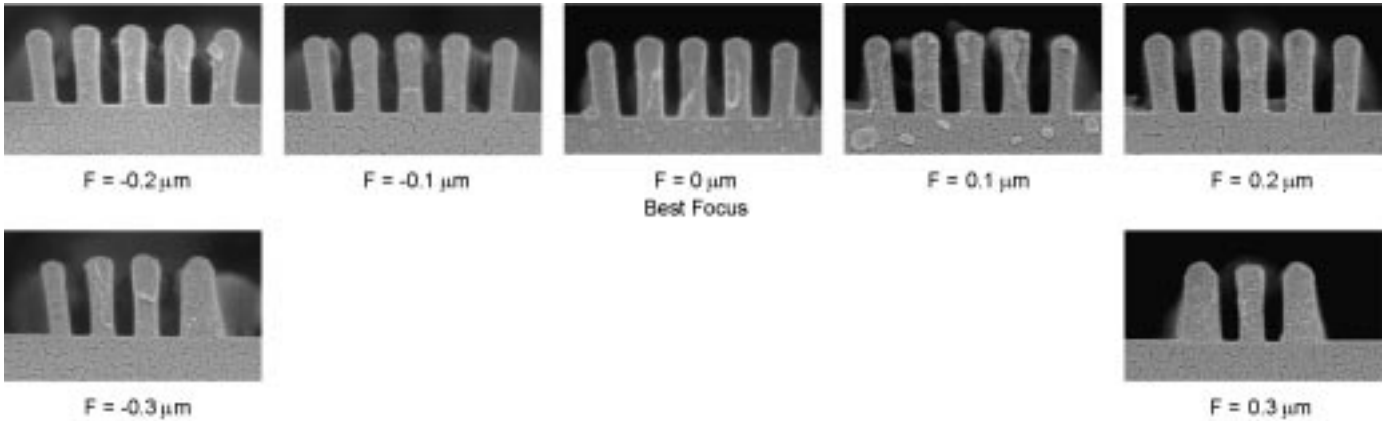 F = -0.2 μm
F = -0.1 μm
F = 0 μm
Best Focus
F = 0.1 μm
F = 0.2 μm
F = -0.3 μm
F = 0.3 μm